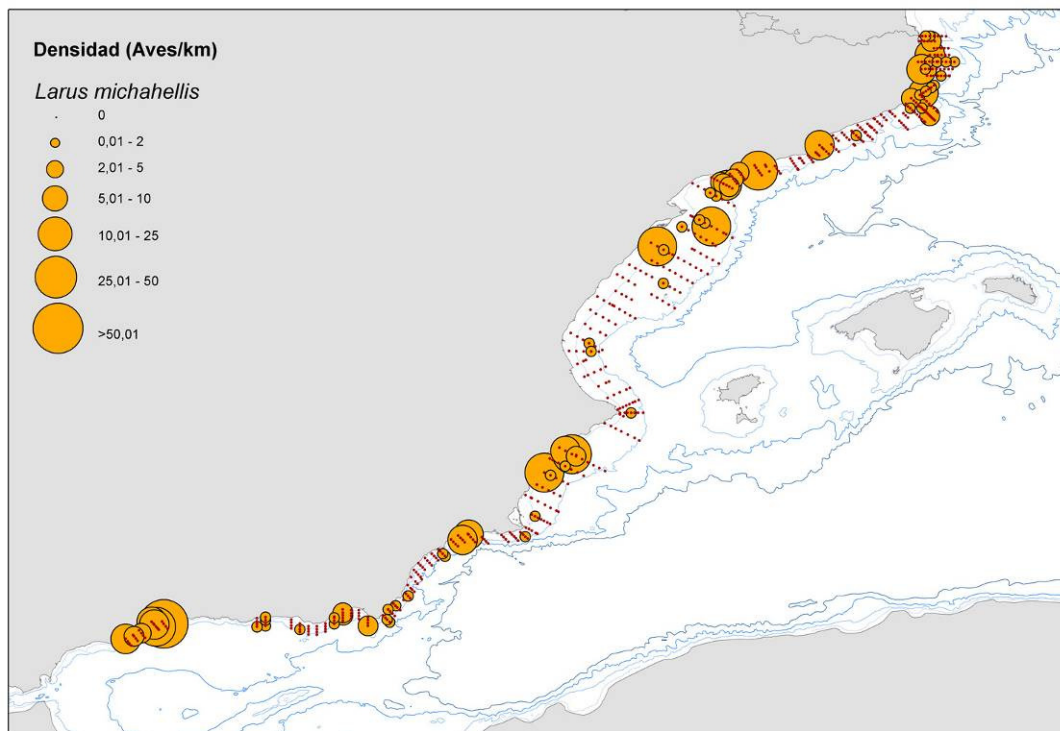 Densidad (Aves/km)
Larus michahellis
0
0,01 - 2
2,01 - 5
5,01 - 10
10,01 - 25
25,01 - 50
>50,01